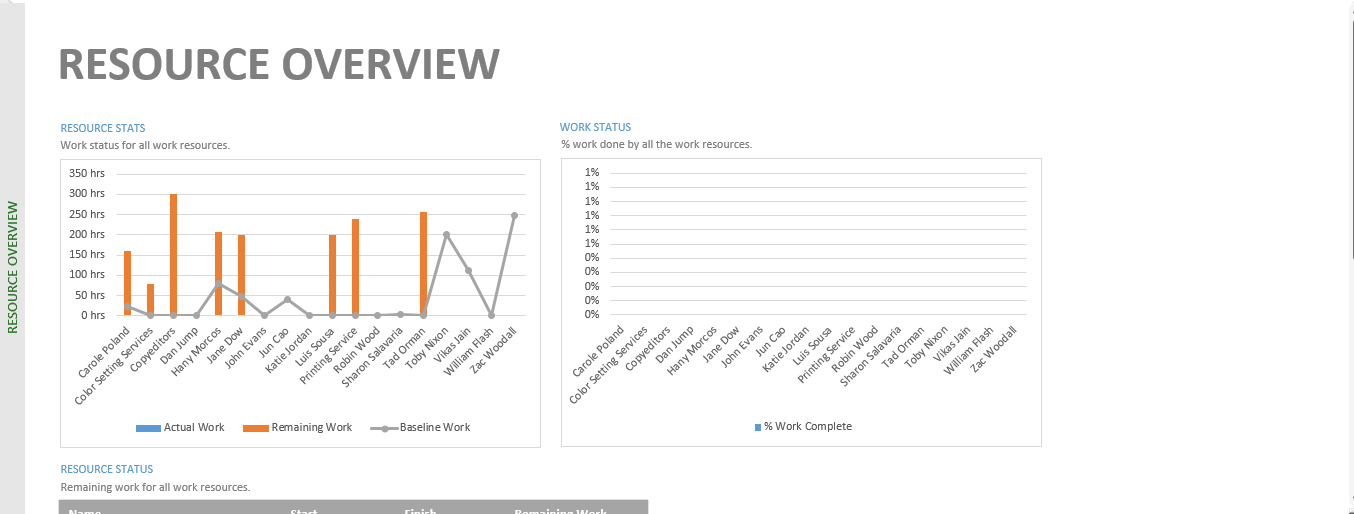 RESOURCE OVERVIEW
RESOURCE OVERVIEW
RESOURCE STATS
Work status for all work resources.
350 hrs
300 hrs
250 hrs
200 hrs
150 hrs
100 hrs
50 hrs
0 hrs
Carole Poland
Color Setting Services
Copyeditors
Dan Jump
Hany Morcos
Jane Dow
John Evans
Jun Cao
Katie Jordan
Luis Sousa
Printing Service
Robin Wood
Sharon Salavaria
Tad Orman
Toby Nixon
Vikas Jain
William Flash
Zac Woodall
Actual Work Remaining Work Baseline Work
WORK STATUS
% work done by all the work resources.
1%
1%
1%
1%
1%
1%
0%
0%
0%
0%
0%
Carole Poland
Color Setting Services
Copyeditors
Dan Jump
Hany Morcos
Jane Dow
John Evans
Jun Cao
Katie Jordan
Luis Sousa
Printing Service
Robin Wood
Sharon Salavaria
Tad Orman
Toby Nixon
Vikas Jain
William Flash
Zac Woodall
% Work Complete
RESOURCE STATUS
Remaining work for all work resources.
Name Start Finish Remaining Work